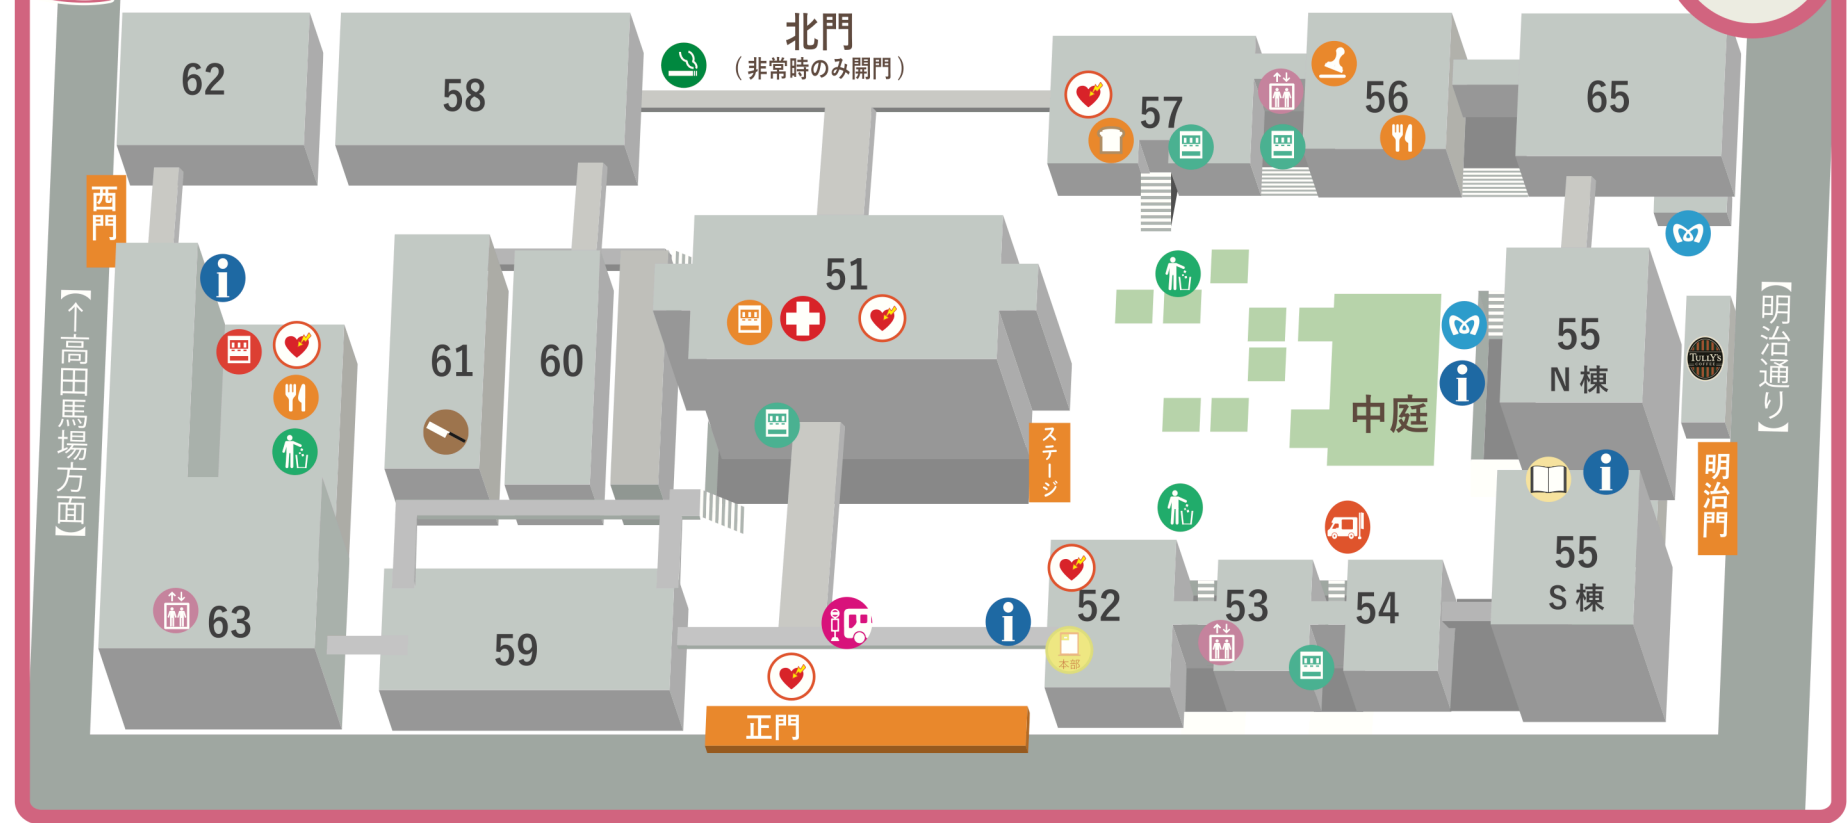 北門
（非常時のみ開門）
62
58
57
56
65
西門
51
61
60
55
N 棟
TULLY'S
COFFEE
【明治通り】
【↑高田馬場方面】
中庭
ステージ
明治門
55
S 棟
63
59
52
53
54
本部
正門